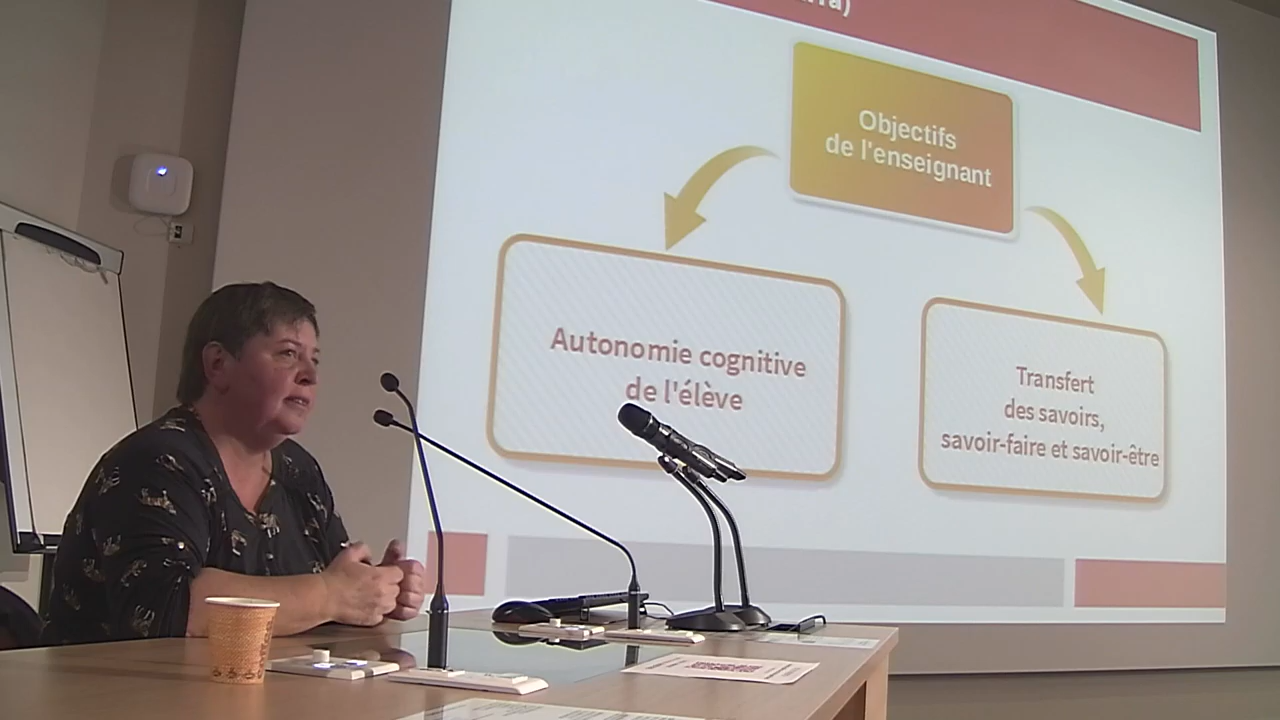 Objectifs
de l'enseignant
Autonomie cognitive
de l'élève
Transfert
des savoirs,
savoir-faire et savoir-être